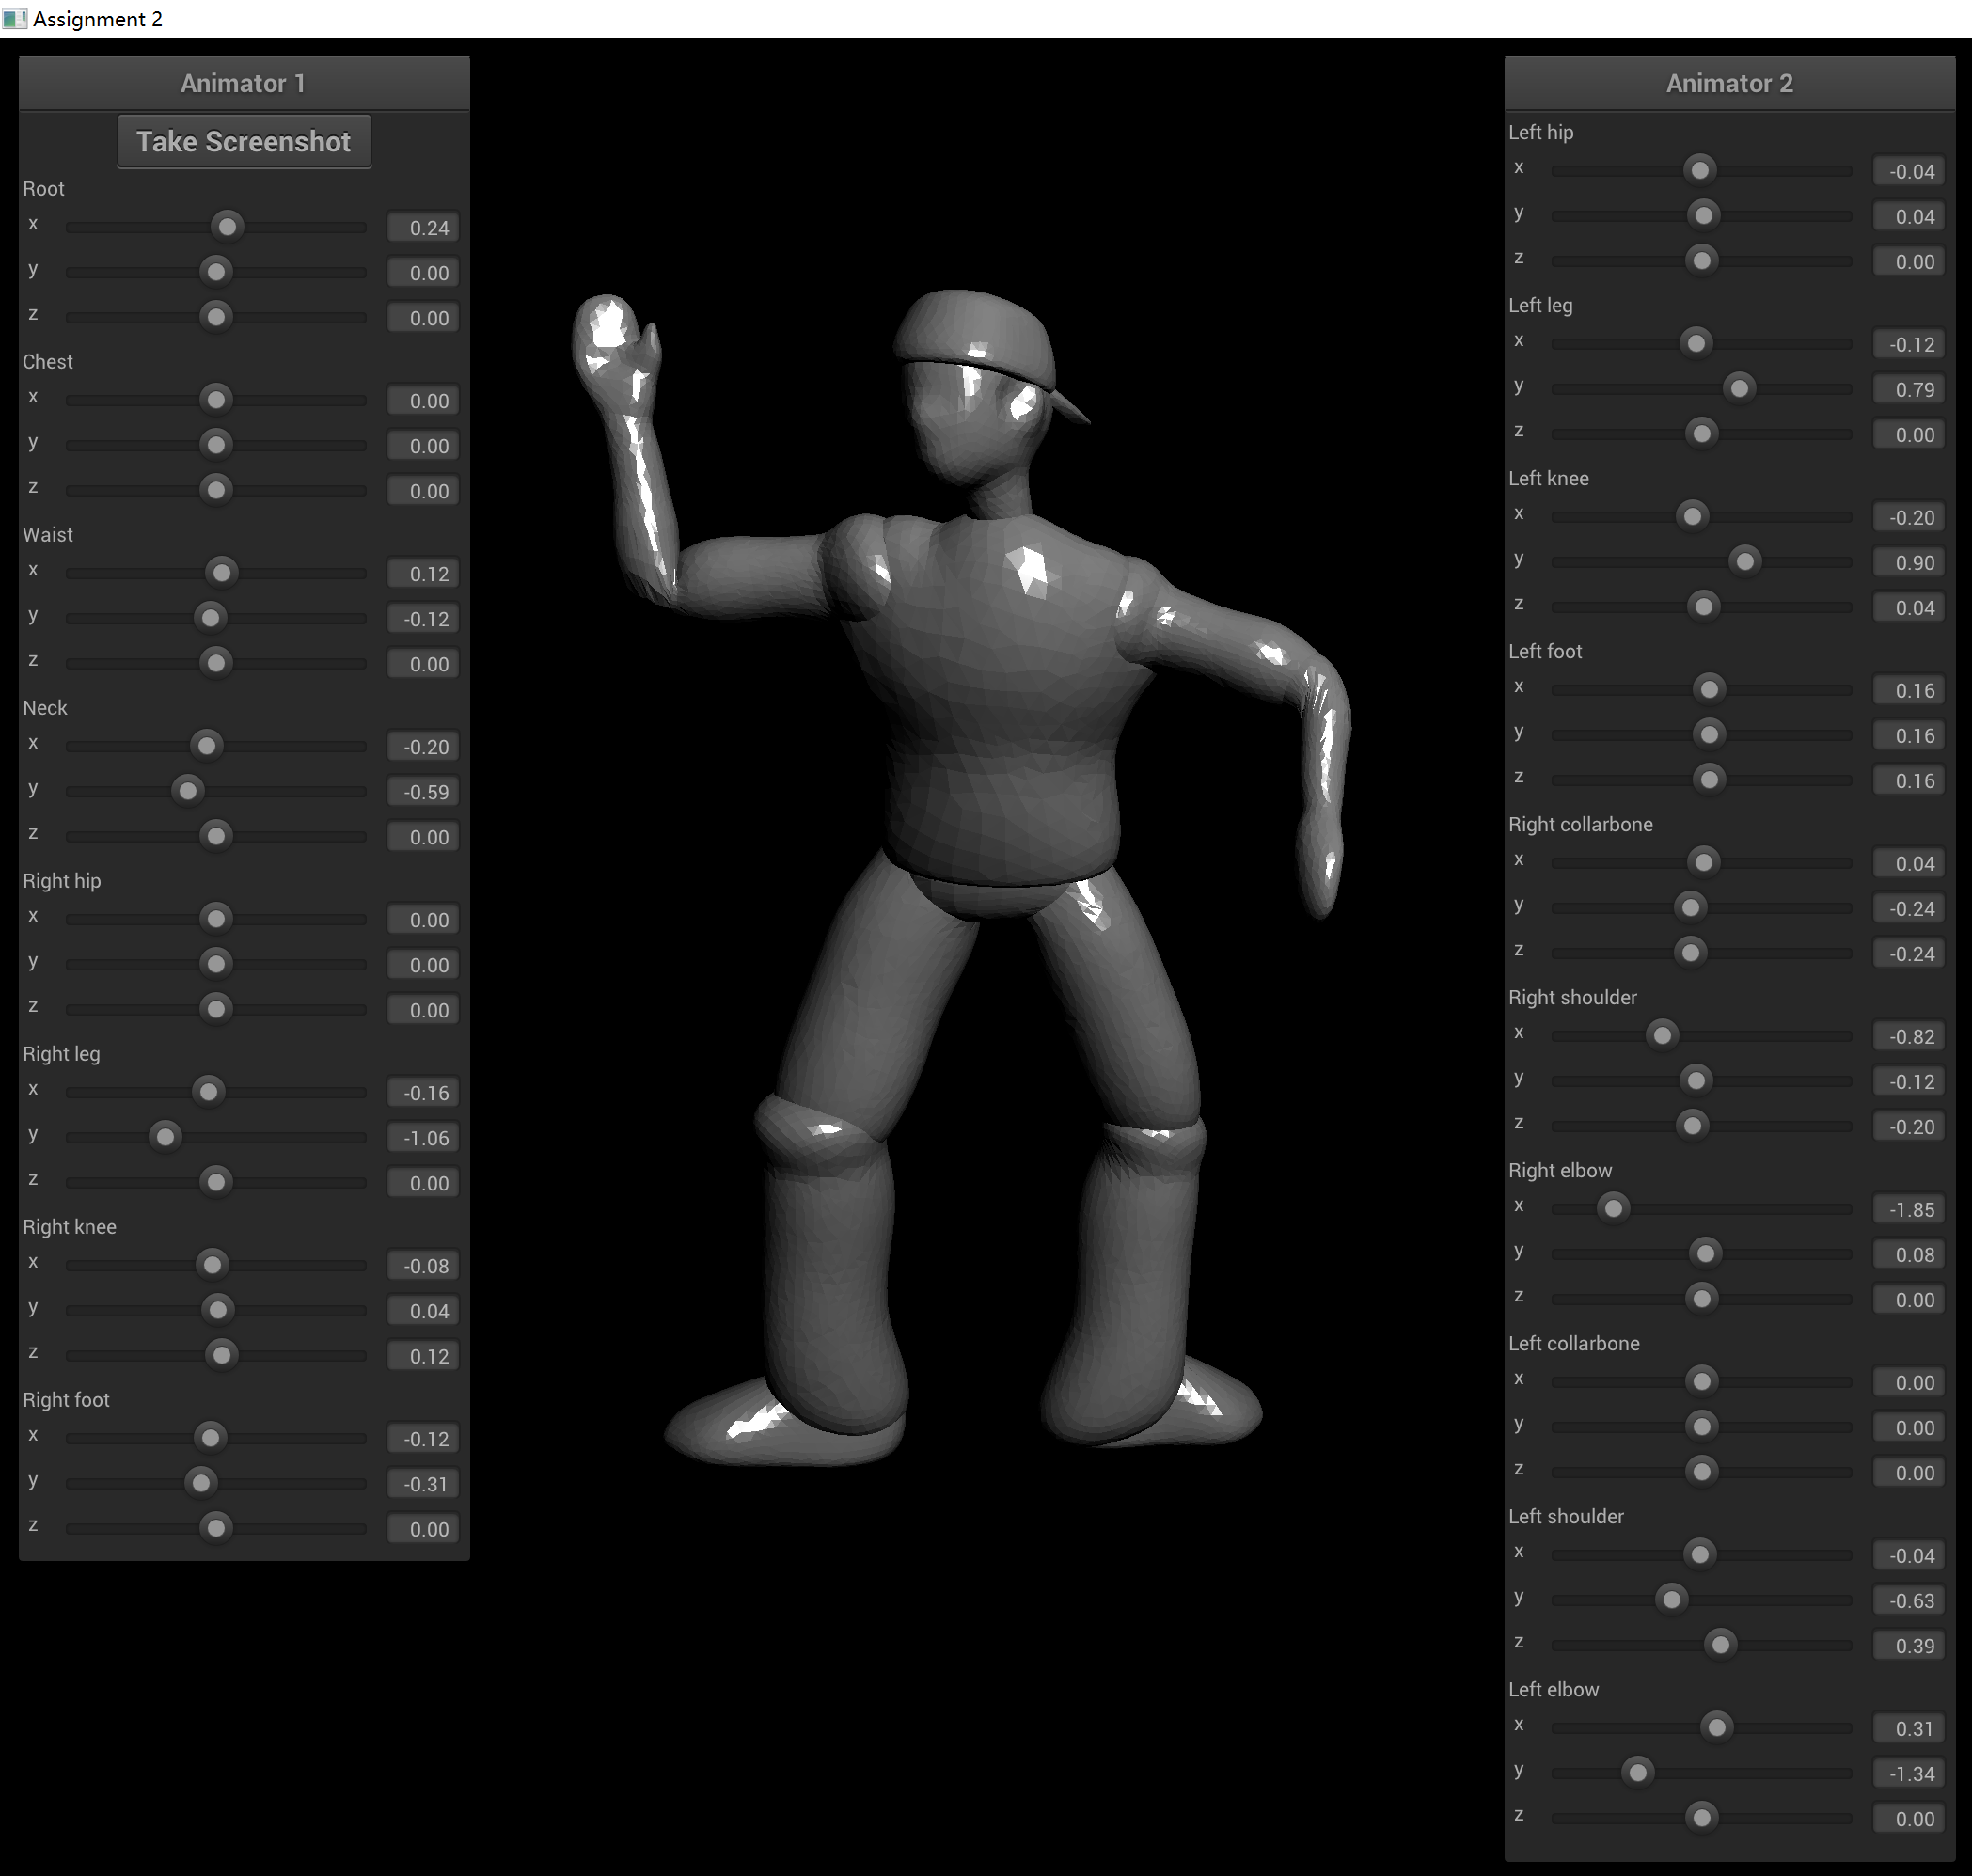 Assignment 2
Animator 1
Take Screenshot
Root
x 0.24
y 0.00
z 0.00
Chest
x 0.00
y 0.00
z 0.00
Waist
x 0.12
y -0.12
z 0.00
Neck
x -0.20
y -0.59
z 0.00
Right hip
x 0.00
y 0.00
z 0.00
Right leg
x -0.16
y -1.06
z 0.00
Right knee
x -0.08
y 0.04
z 0.12
Right foot
x -0.12
y -0.31
z 0.00
Animator 2
Left hip
x -0.04
y 0.04
z 0.00
Left leg
x -0.12
y 0.79
z 0.00
Left knee
x -0.20
y 0.90
z 0.04
Left foot
x 0.16
y 0.16
z 0.16
Right collarbone
x 0.04
y -0.24
z -0.24
Right shoulder
x -0.82
y -0.12
z -0.20
Right elbow
x -1.85
y 0.08
z 0.00
Left collarbone
x 0.00
y 0.00
z 0.00
Left shoulder
x -0.04
y -0.63
z 0.39
Left elbow
x 0.31
y -1.34
z 0.00